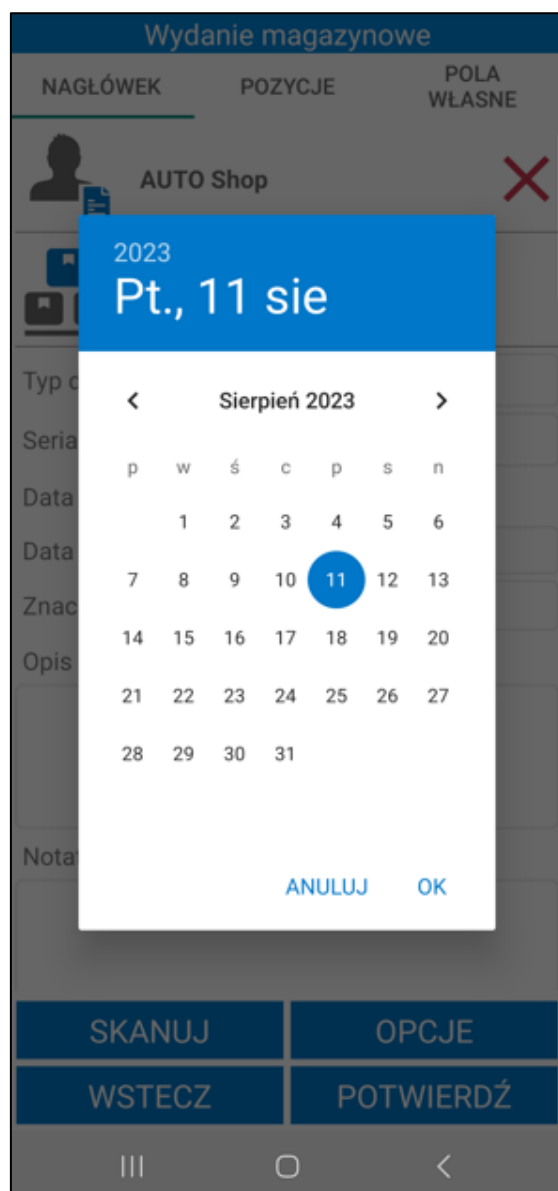 Wydanie magazynowe
NAGŁÓWEK POZYCJE POLA WŁASNE
AUTO Shop
2023
Pt., 11 sie
Sierpień 2023
p w ś c p s n
1 2 3 4 5 6
7 8 9 10 11 12 13
14 15 16 17 18 19 20
21 22 23 24 25 26 27
28 29 30 31
Typ
Seria
Data
Data
Znac
Opis
Nota
ANULUJ OK
SKANUJ OPCJE
WSTECZ POTWIERDŹ